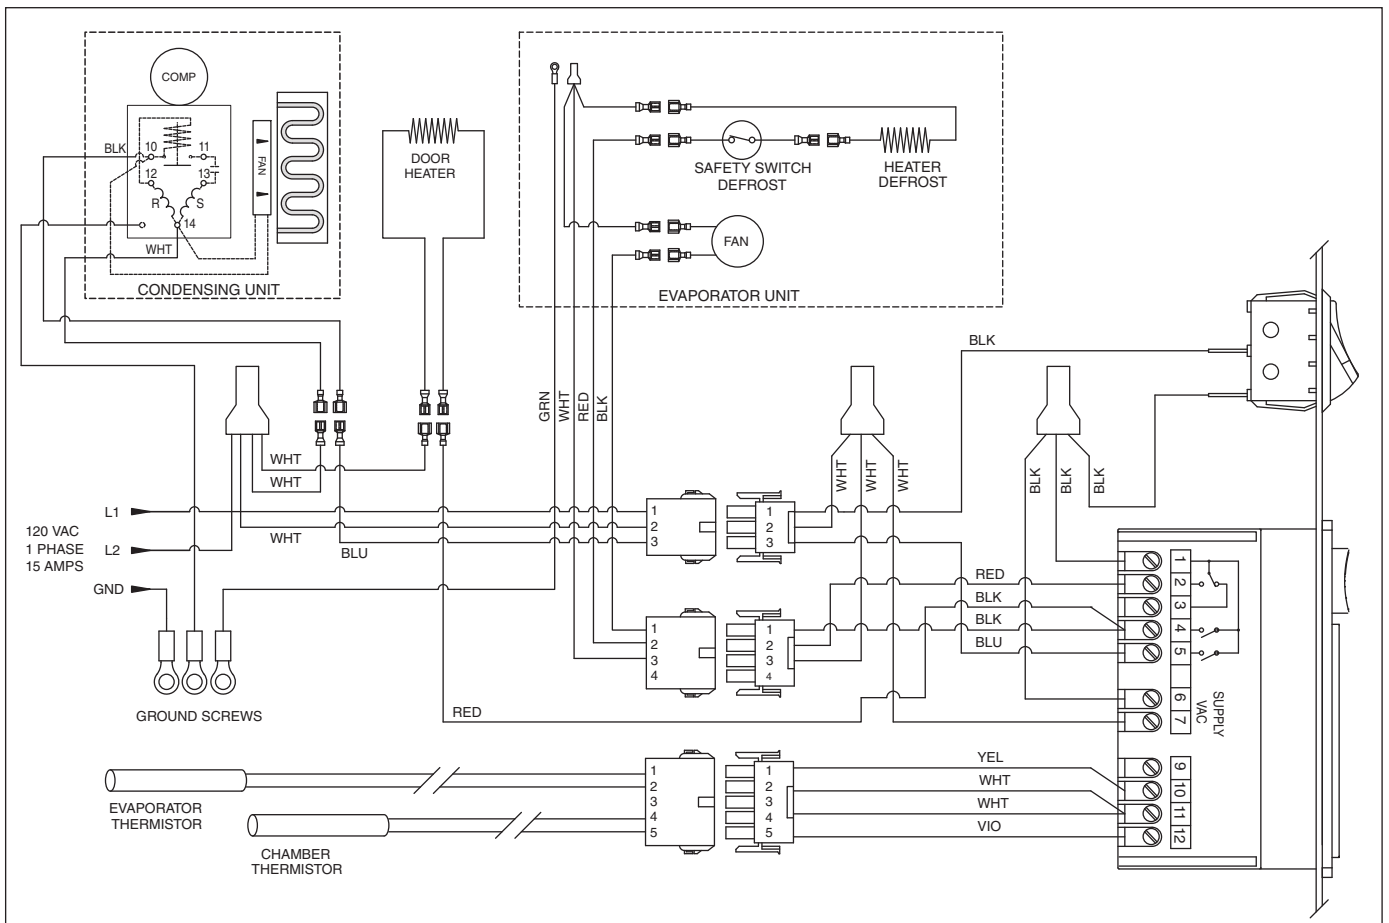 COMP
BLK
10
11
12
13
R
S
14
WHT
FAN
CONDENSING UNIT
DOOR
HEATER
SAFETY SWITCH
DEFROST
HEATER
DEFROST
FAN
EVAPORATOR UNIT
GRN
WHT
RED
BLK
BLK
WHT
WHT
WHT
BLK
BLK
BLK
WHT
WHT
WHT
BLU
120 VAC
1 PHASE
15 AMPS
L1
L2
GND
GROUND SCREWS
1
2
3
1
2
3
1
2
3
4
1
2
3
4
RED
BLK
BLK
BLU
RED
1
2
3
4
5
6
7
SUPPLY
VAC
9
10
11
12
EVAPORATOR
THERMISTOR
CHAMBER
THERMISTOR
1
2
3
4
5
1
2
3
4
5
YEL
WHT
WHT
VIO